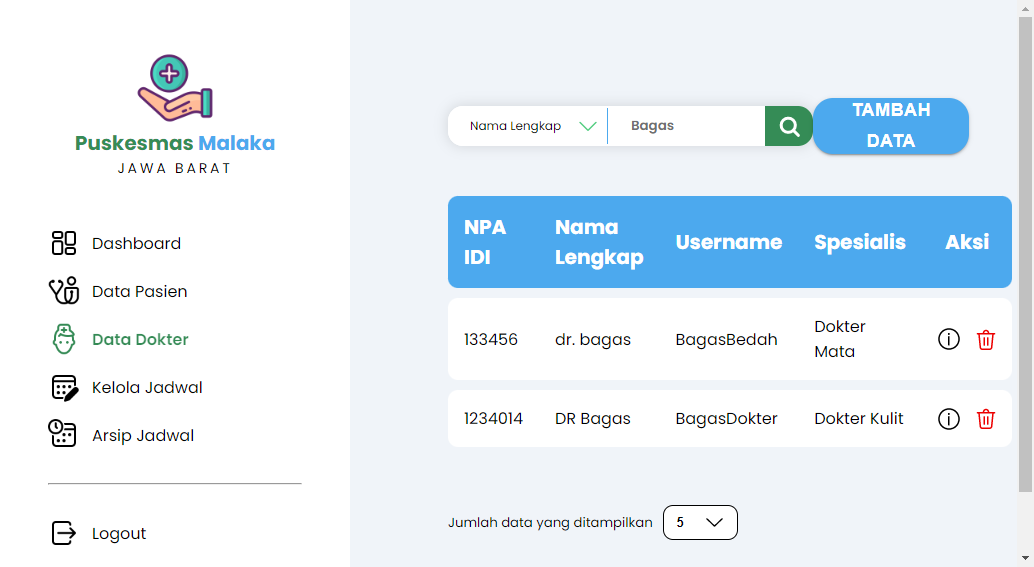 Puskesmas Malaka
JAWA BARAT
Dashboard
Data Pasien
Data Dokter
Kelola Jadwal
Arsip Jadwal
Logout
Nama Lengkap Bagas TAMBAH
DATA
NPA
IDI Nama
Lengkap Username Spesialis Aksi
133456 dr. bagas BagasBedah Dokter
Mata
1234014 DR Bagas BagasDokter Dokter Kulit
Jumlah data yang ditampilkan 5